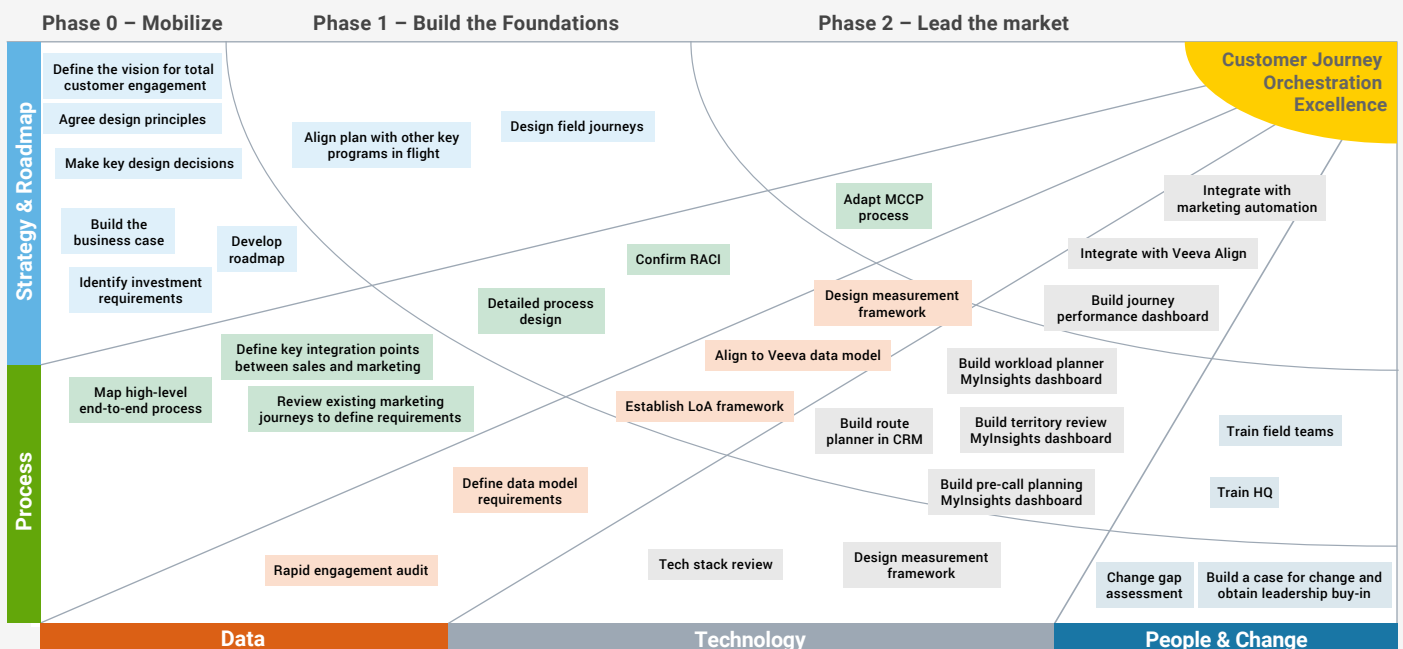 Phase 0 – Mobilize
Phase 1 – Build the Foundations
Phase 2 – Lead the market
Customer Journey
Orchestration
Excellence
Strategy & Roadmap
Define the vision for total
customer engagement
Agree design principles
Make key design decisions
Build the
business case
Develop
roadmap
Identify investment
requirements
Align plan with other key
programs in flight
Design field journeys
Process
Map high-level
end-to-end process
Define key integration points
between sales and marketing
Review existing marketing
journeys to define requirements
Detailed process
design
Confirm RACI
Adapt MCCP
process
Rapid engagement audit
Define data model
requirements
Establish LoA framework
Align to Veeva data model
Design measurement
framework
Tech stack review
Design measurement
framework
Build pre-call planning
MyInsights dashboard
Build route
planner in CRM
Build territory review
MyInsights dashboard
Build workload planner
MyInsights dashboard
Build journey
performance dashboard
Integrate with Veeva Align
Integrate with
marketing automation
Train field teams
Train HQ
Change gap
assessment
Build a case for change and
obtain leadership buy-in
Data
Technology
People & Change